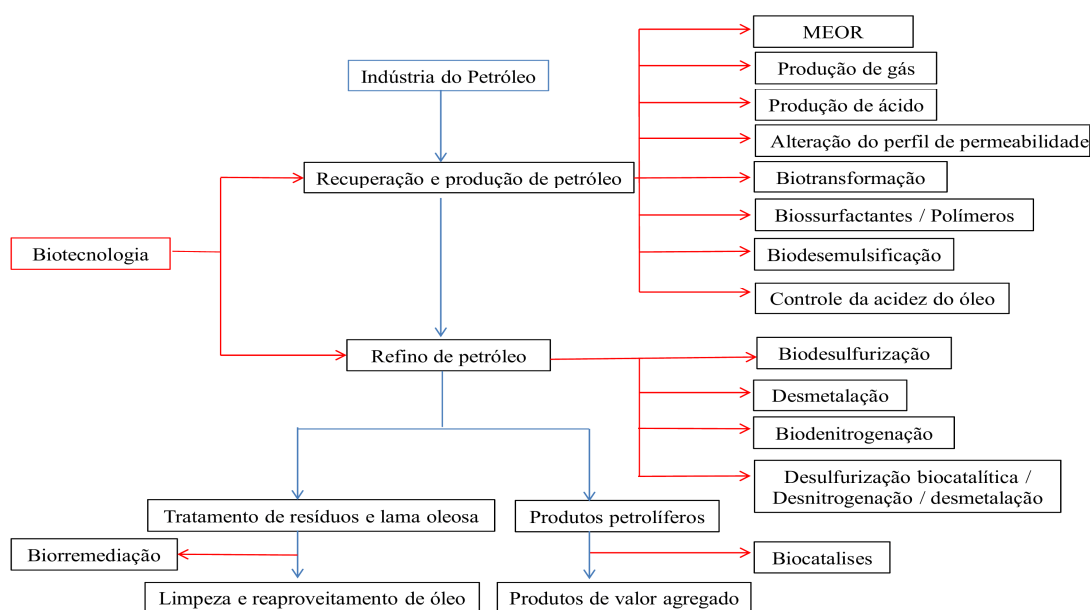 MEOR
Indústria do Petróleo
Produção de gás
Produção de ácido
Alteração do perfil de permeabilidade
Recuperação e produção de petróleo
Biotransformação
Biossurfactantes / Polímeros
Biotecnologia
Biodesemulsificação
Controle da acidez do óleo
Refino de petróleo
Biodesulfurização
Desmetalação
Biodenitrogenação
Desulfurização biocatalítica /
Desnitrogenação / desmetalação
Tratamento de resíduos e lama oleosa
Produtos petrolíferos
Biorremediação
Biocatalises
Limpeza e reaproveitamento de óleo
Produtos de valor agregado